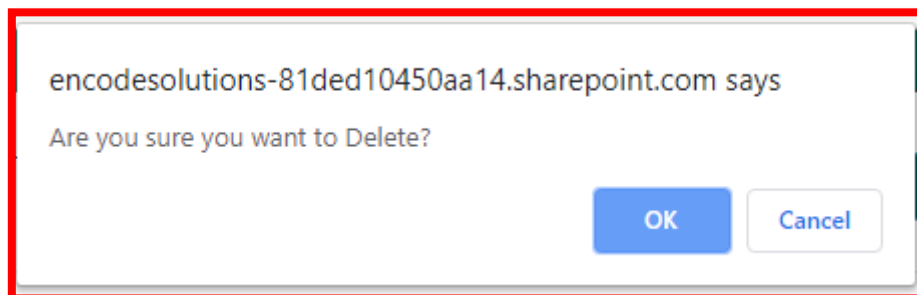 encodesolutions-81ded10450aa14.sharepoint.com says
Are you sure you want to Delete?
OK Cancel